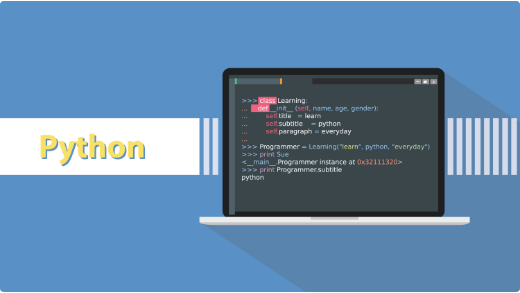 Python
>>> class Learning:
... def __init__ (self, name, age, gender):
... self.title = learn
... self.subtitle = python
... self.paragraph = everyday
...
>>> Programmer = Learning("learn", python, "everyday")
>>> print Sue
<__main__.Programmer instance at 0x32111320>
>>> print Programmer.subtitle
python